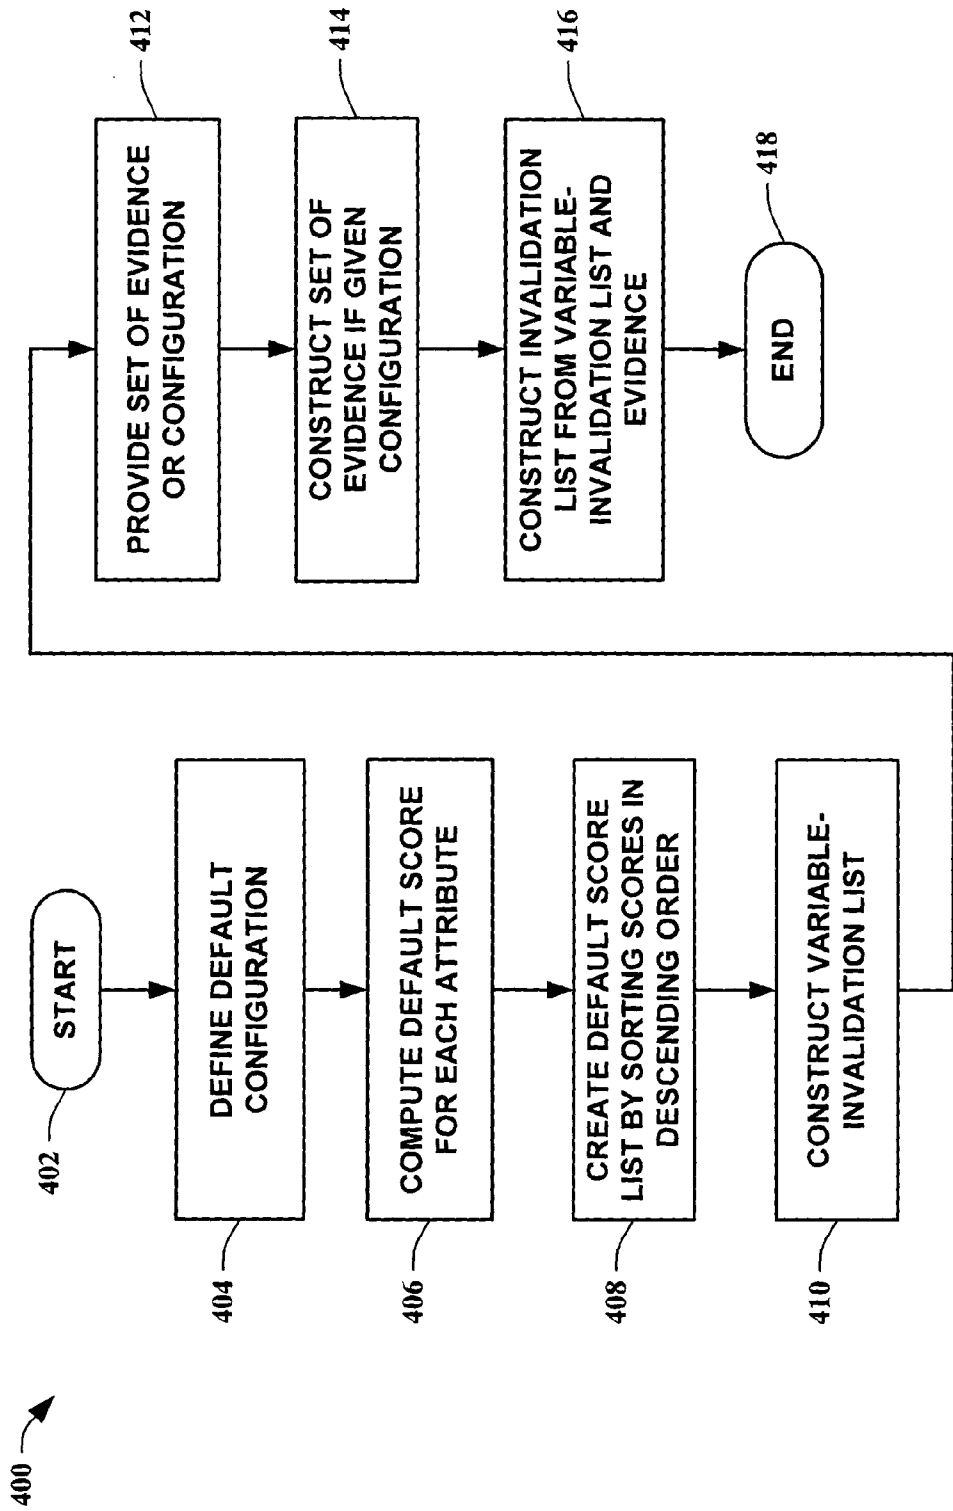 400
402
START
404
DEFINE DEFAULT
CONFIGURATION
406
COMPUTE DEFAULT SCORE
FOR EACH ATTRIBUTE
408
CREATE DEFAULT SCORE
LIST BY SORTING SCORES IN
DESCENDING ORDER
410
CONSTRUCT VARIABLE-
INVALIDATION LIST
412
PROVIDE SET OF EVIDENCE
OR CONFIGURATION
414
CONSTRUCT SET OF
EVIDENCE IF GIVEN
CONFIGURATION
416
CONSTRUCT INVALIDATION
LIST FROM VARIABLE-
INVALIDATION LIST AND
EVIDENCE
418
END